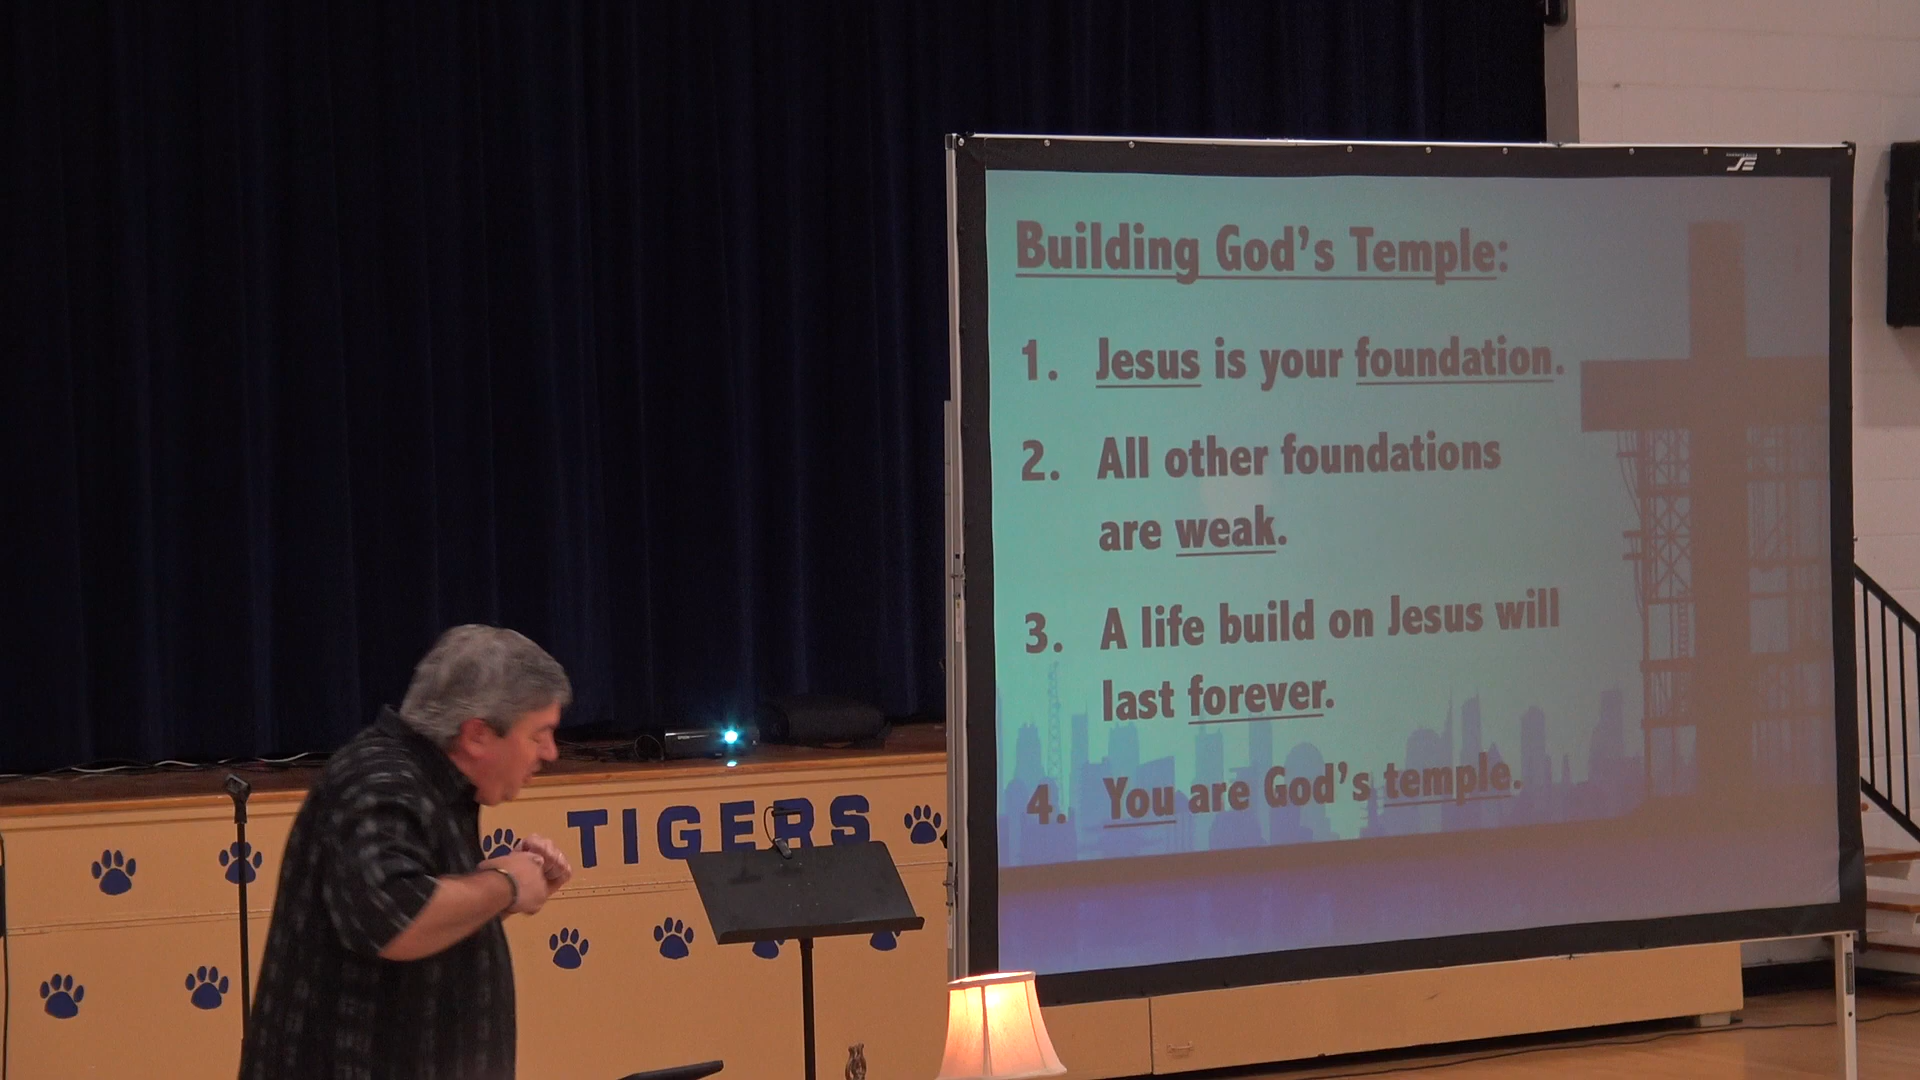 Building God's Temple:
1. Jesus is your foundation.
2. All other foundations
are weak.
3. A life build on Jesus will
last forever.
4. You are God's temple.
TIGERS